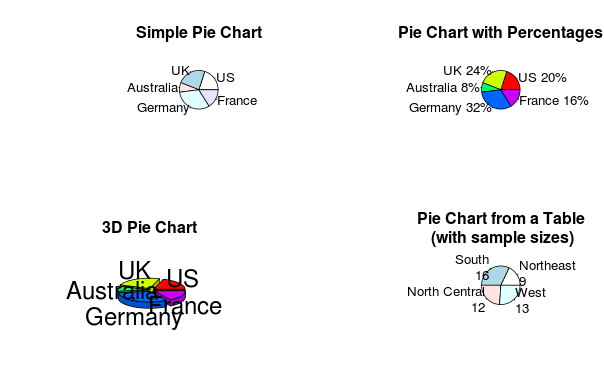 Simple Pie Chart
UK
US
Australia
Germany
France
Pie Chart with Percentages
UK 24%
US 20%
Australia 8%
Germany 32%
France 16%
3D Pie Chart
UK
US
Australia
France
Germany
Pie Chart from a Table
(with sample sizes)
South
16
Northeast
9
North Central
12
West
13